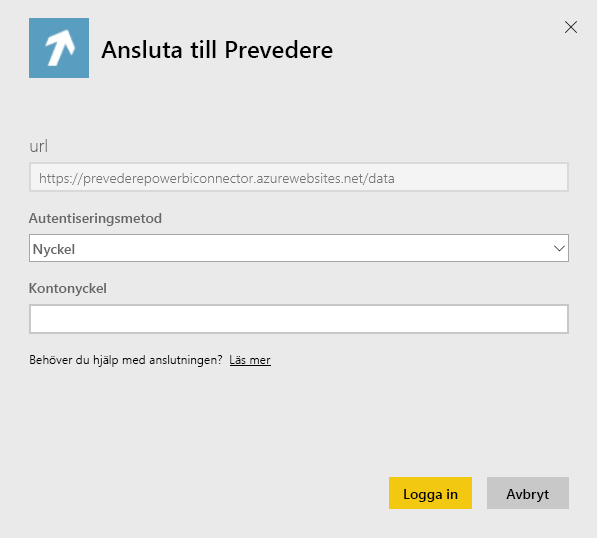 Ansluta till Prevedere
url
https://prevederepowerbiconnector.azurewebsites.net/data
Autentiseringsmetod
Nyckel
Kontonyckel
Behöver du hjälp med anslutningen? Läs mer
Logga in Avbryt